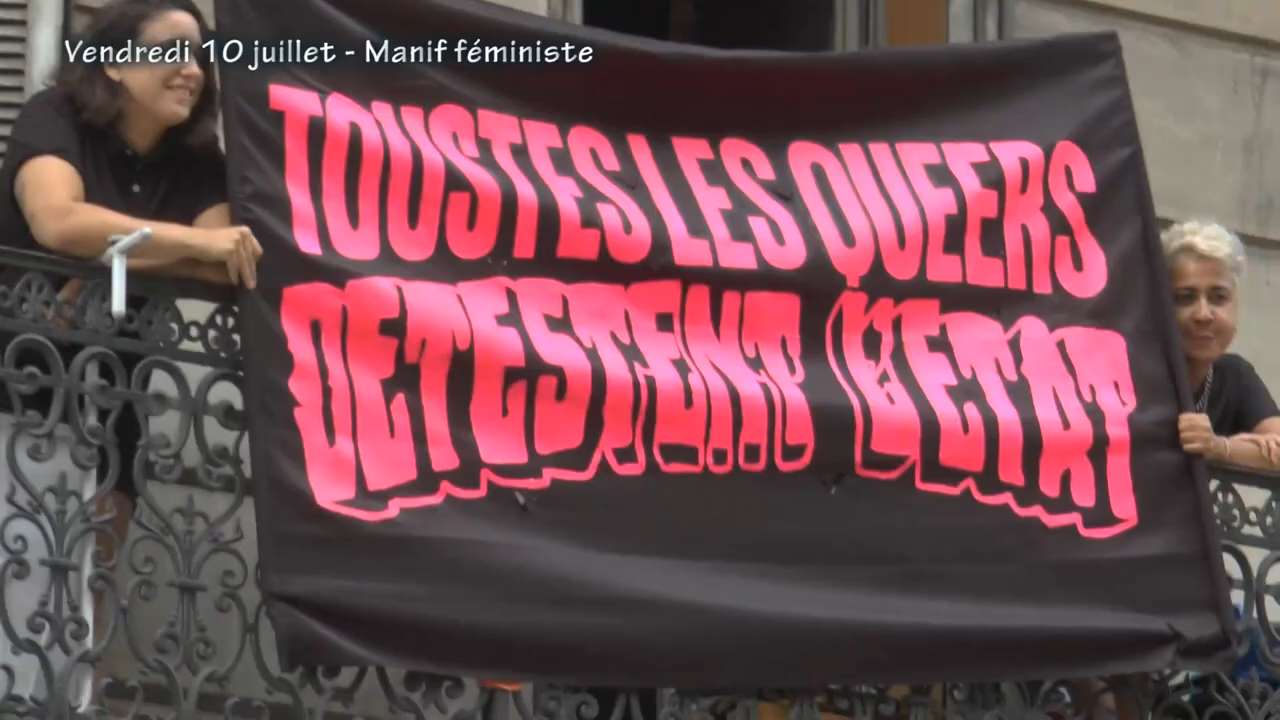 Vendredi 10 juillet - Manif féministe
TOUSTES LES QUEERS
DETESTENT L'ETAT